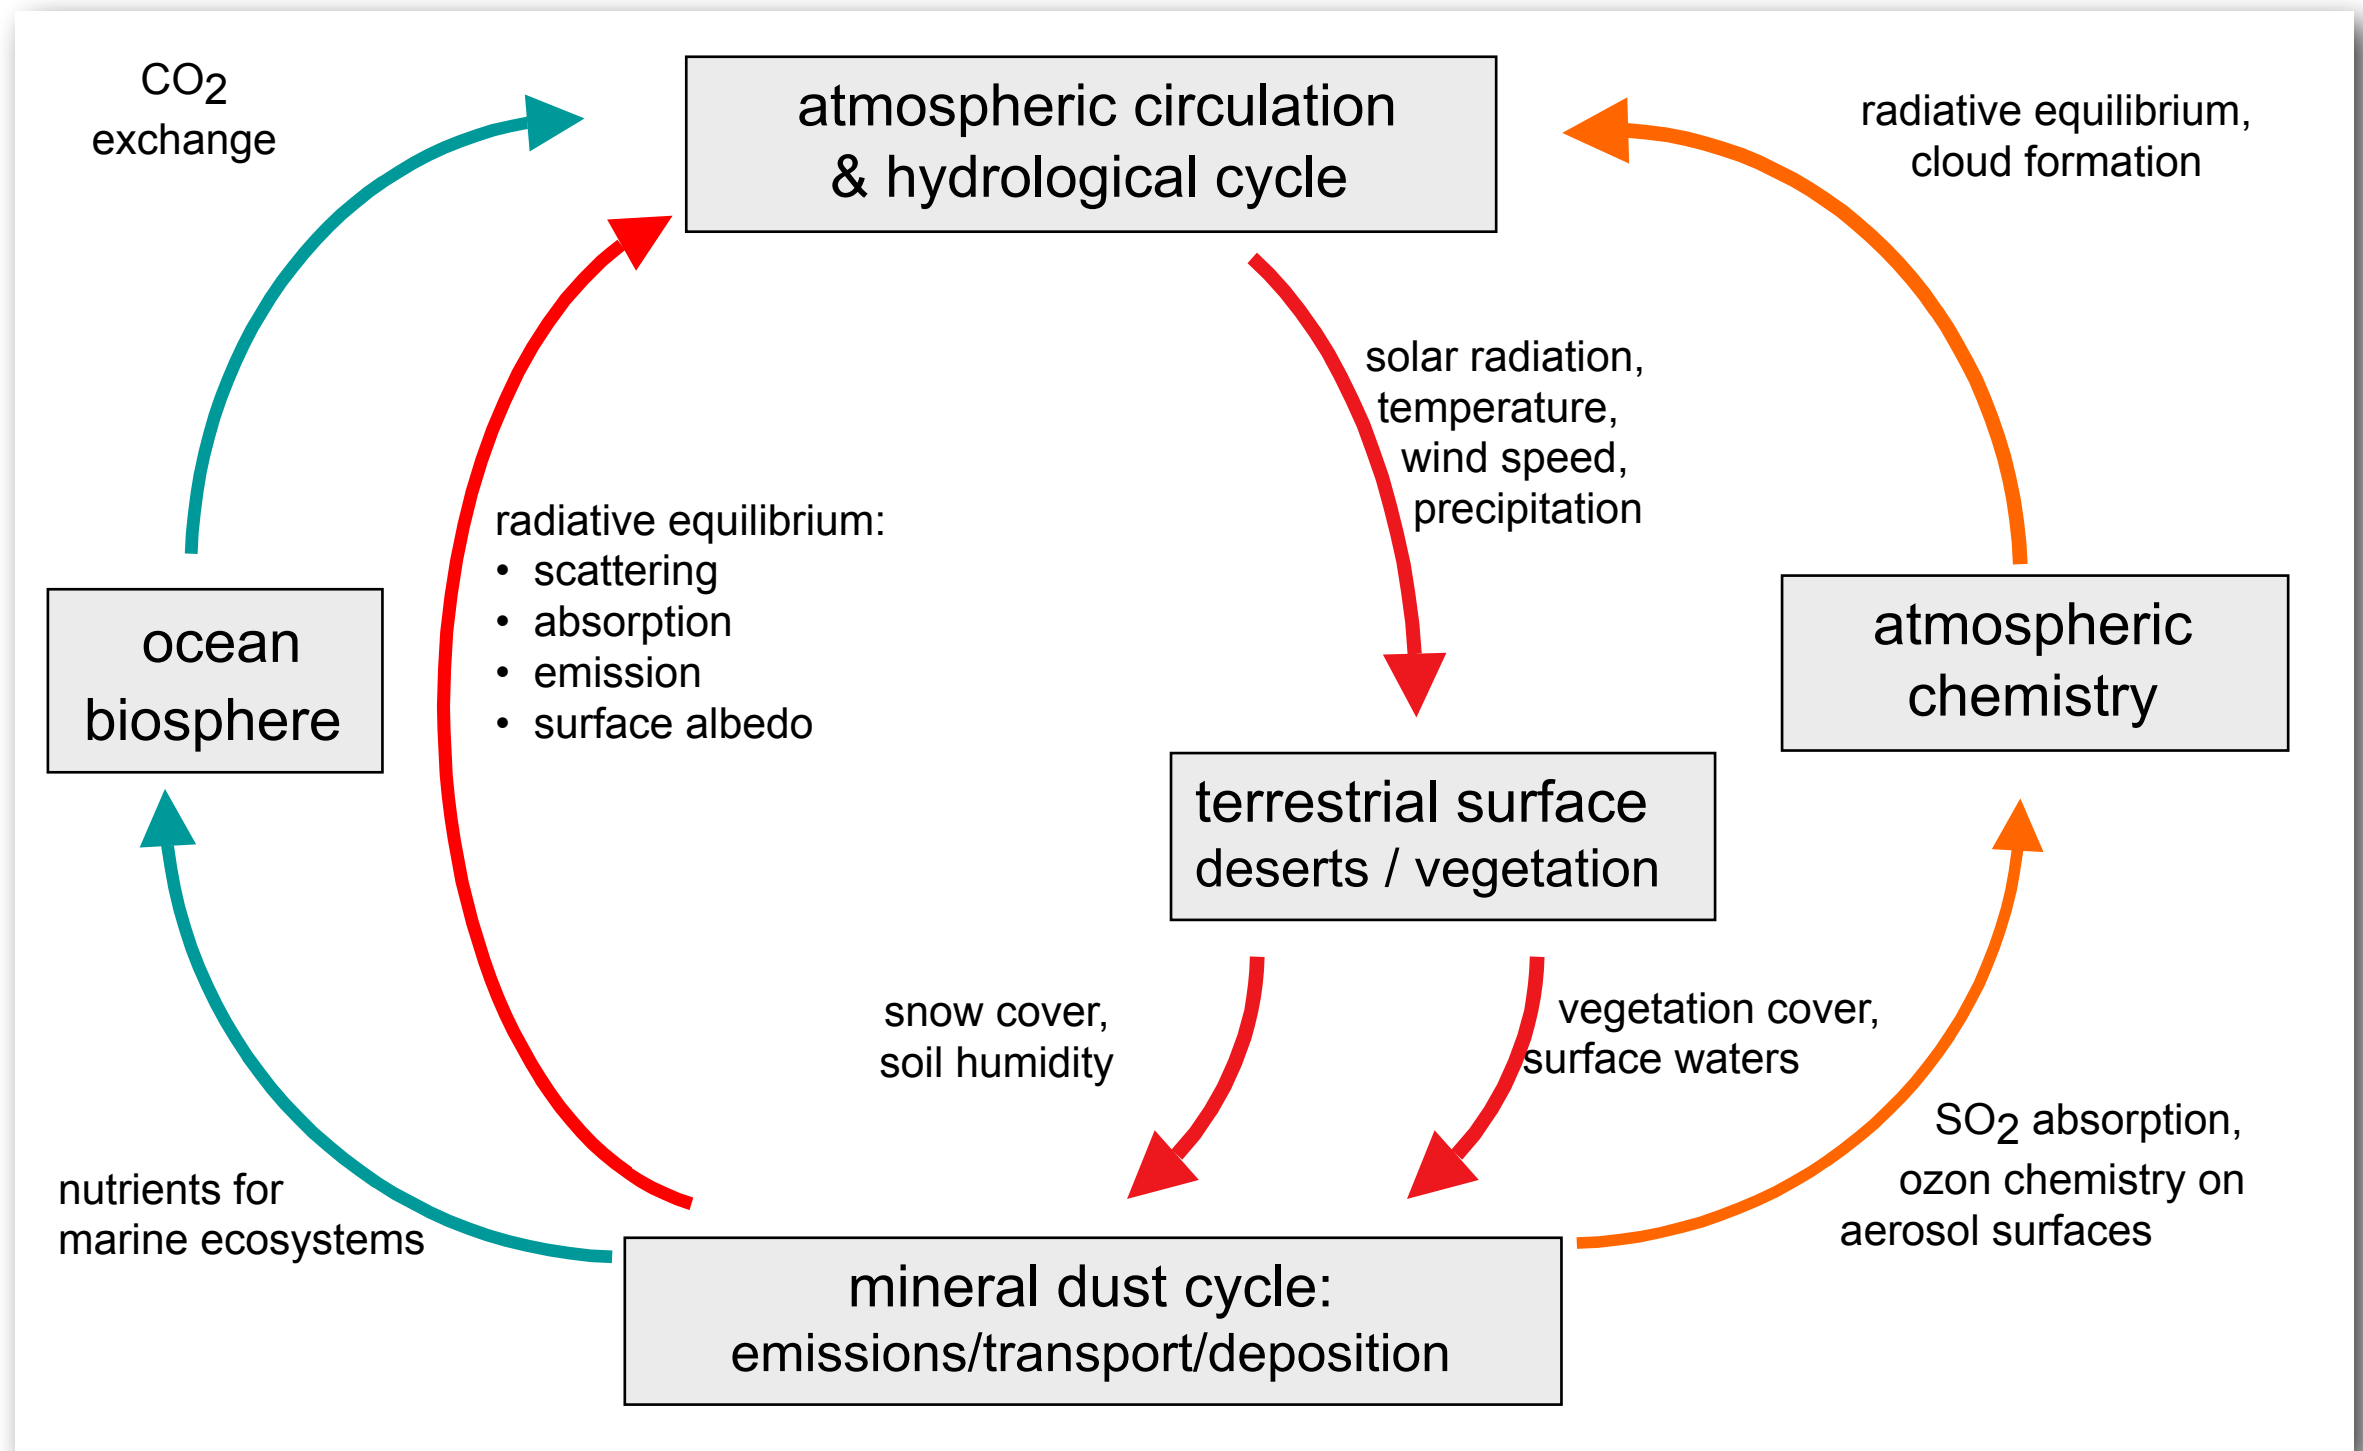 CO2
exchange
atmospheric circulation
& hydrological cycle
radiative equilibrium,
cloud formation
solar radiation,
temperature,
wind speed,
precipitation
radiative equilibrium:
• scattering
• absorption
• emission
• surface albedo
ocean
biosphere
atmospheric
chemistry
terrestrial surface
deserts / vegetation
snow cover,
soil humidity
vegetation cover,
surface waters
SO2 absorption,
ozon chemistry on
aerosol surfaces
nutrients for
marine ecosystems
mineral dust cycle:
emissions/transport/deposition